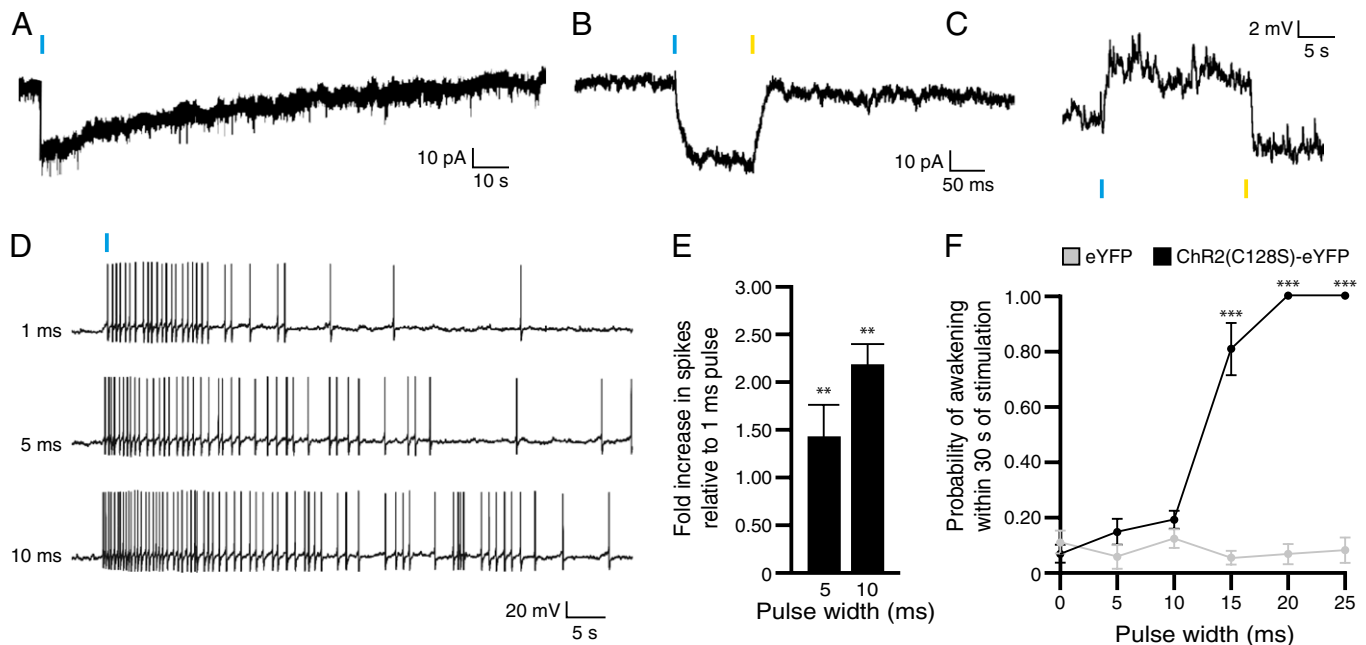 A
10 pA
10 s
B
10 pA
50 ms
C
2 mV
5 s
D
1 ms
5 ms
10 ms
20 mV
5 s
E
Fold increase in spikes
relative to 1 ms pulse
3.00
2.50
2.00
1.50
1.00
0.50
0
**
**
5 10
Pulse width (ms)
F
eYFP ChR2(C128S)-eYFP
Probability of awakening
within 30 s of stimulation
1.00
0.80
0.60
0.40
0.20
0
*** *** ***
0 5 10 15 20 25
Pulse width (ms)